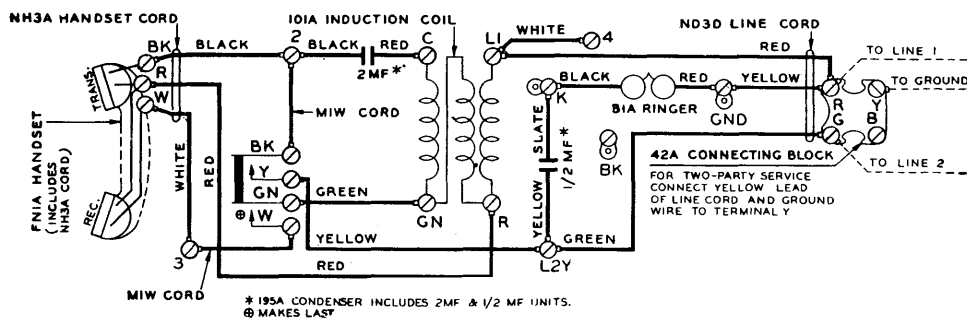 NH3A HANDSET CORD
101A INDUCTION COIL
ND3D LINE CORD
BK
BLACK
2
BLACK
RED
C
L1
WHITE
4
RED
TO LINE 1
2MF*
TRANS.
R
W
MIW CORD
K
BLACK
RED
YELLOW
TO GROUND
R
Y
B1A RINGER
GND
G
B
FN1A HANDSET
(INCLUDES
NH3A CORD)
WHITE
RED
BK
Y
GN
GREEN
W
SLATE
1/2 MF*
BK
42A CONNECTING BLOCK
TO LINE 2
FOR TWO-PARTY SERVICE
CONNECT YELLOW LEAD
OF LINE CORD AND GROUND
WIRE TO TERMINAL Y
REC.
⊕
GN
R
YELLOW
YELLOW
GREEN
3
L2Y
RED
MIW CORD
* 195A CONDENSER INCLUDES 2MF & 1/2 MF UNITS.
⊕ MAKES LAST